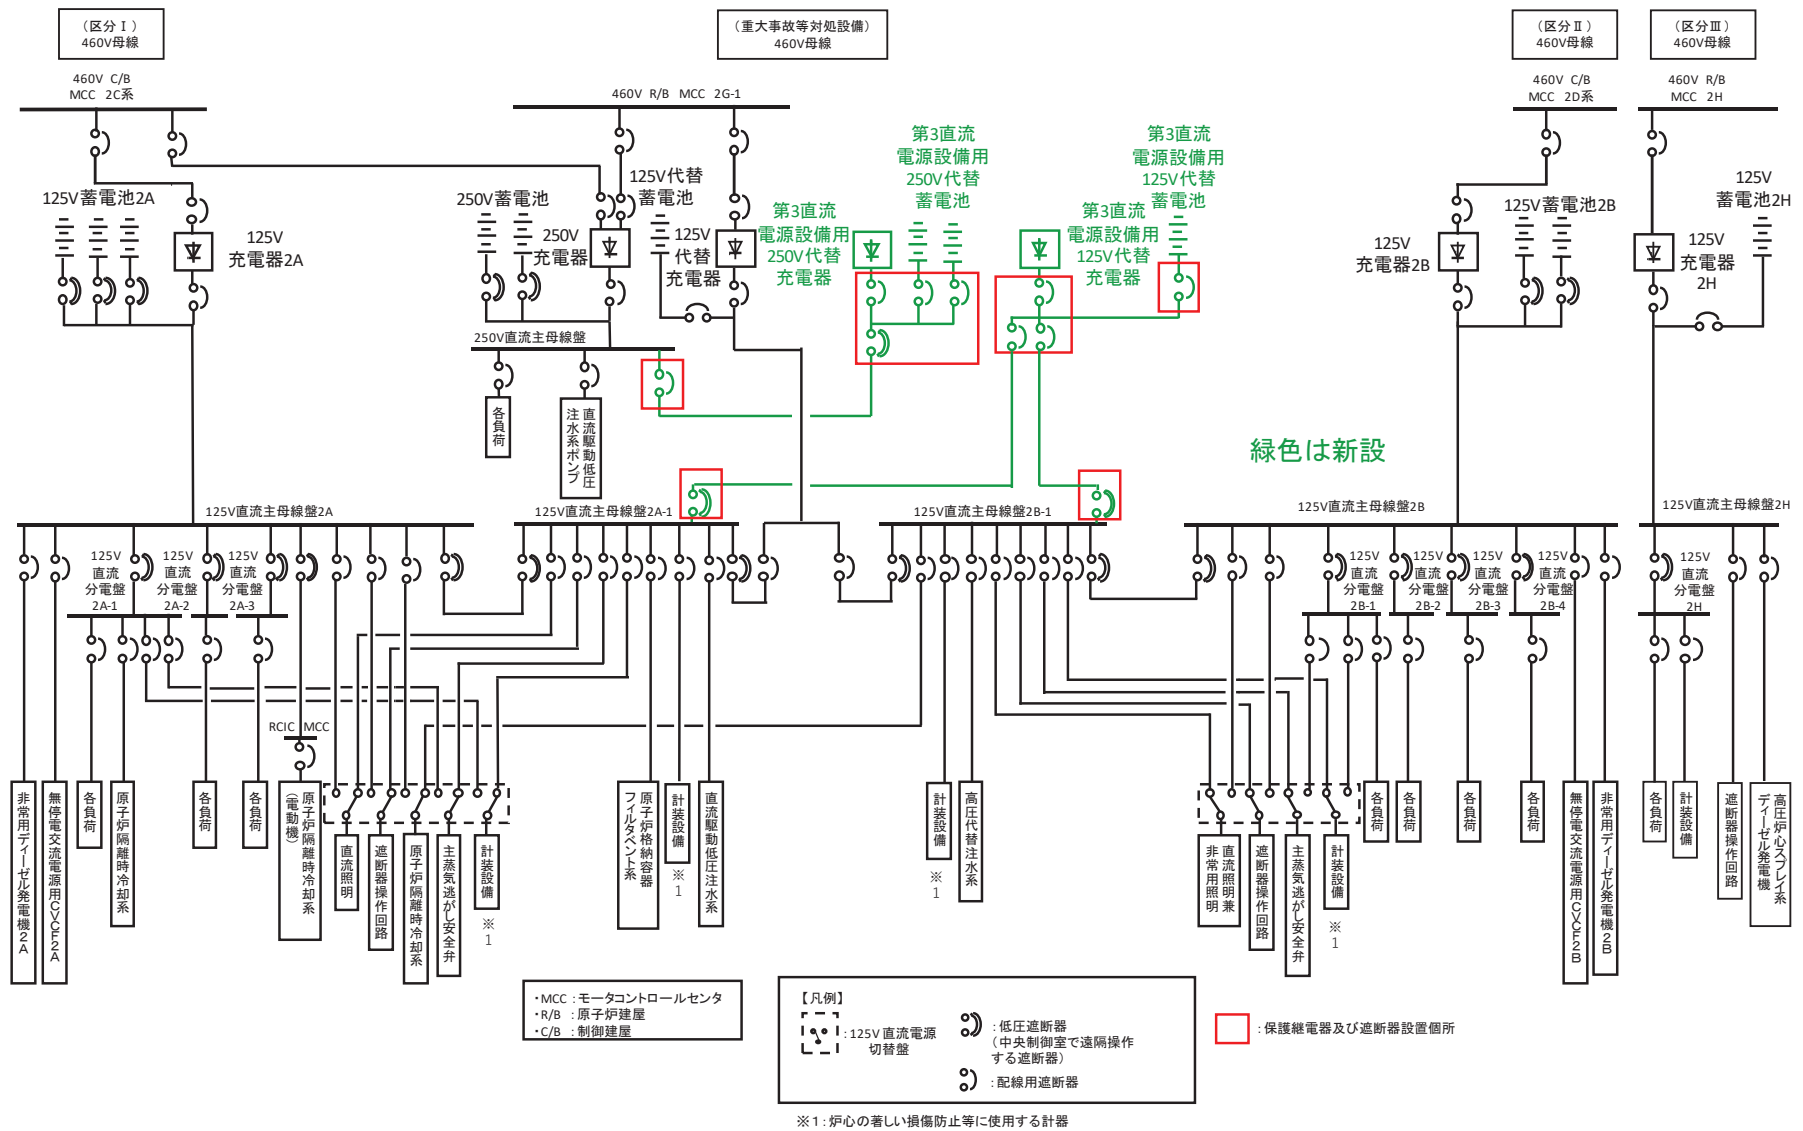 （区分Ⅰ）
460V母線
（重大事故等対処設備）
460V母線
（区分Ⅱ）
460V母線
（区分Ⅲ）
460V母線
460V C/B
MCC 2C系
460V R/B MCC 2G-1
460V C/B
MCC 2D系
460V R/B
MCC 2H
125V蓄電池2A
125V
充電器2A
250V蓄電池
250V
充電器
125V代替
蓄電池
125V
代替
充電器
第3直流
電源設備用
250V代替
充電器
第3直流
電源設備用
250V代替
蓄電池
第3直流
電源設備用
125V代替
充電器
第3直流
電源設備用
125V代替
蓄電池
125V
充電器2B
125V蓄電池2B
125V
充電器
2H
125V
蓄電池2H
250V直流主母線盤
各負荷
直流駆動低圧
注水系ポンプ
緑色は新設
125V直流主母線盤2A
125V直流主母線盤2A-1
125V直流主母線盤2B-1
125V直流主母線盤2B
125V直流主母線盤2H
125V
直流
分電盤
2A-1
125V
直流
分電盤
2A-2
125V
直流
分電盤
2A-3
125V
直流
分電盤
2B-1
125V
直流
分電盤
2B-2
125V
直流
分電盤
2B-3
125V
直流
分電盤
2B-4
125V
直流
分電盤
2H
RCIC MCC
非常用ディーゼル発電機2A
無停電交流電源用CVCF2A
各負荷
原子炉隔離時冷却系
各負荷
各負荷
原子炉隔離時冷却系
（電動機）
直流照明
遮断器操作回路
原子炉隔離時冷却系
主蒸気逃がし安全弁
計装設備
※1
原子炉格納容器
フィルタベント系
計装設備
※1
直流駆動低圧注水系
計装設備
※1
高圧代替注水系
直流照明兼
非常用照明
遮断器操作回路
主蒸気逃がし安全弁
計装設備
※1
各負荷
各負荷
各負荷
各負荷
無停電交流電源用CVCF2B
非常用ディーゼル発電機2B
各負荷
計装設備
遮断器操作回路
高圧炉心スプレイ系
ディーゼル発電機
・MCC：モータコントロールセンタ
・R/B ：原子炉建屋
・C/B ：制御建屋
【凡例】
：125V直流電源
切替盤
：低圧遮断器
（中央制御室で遠隔操作
する遮断器）
：配線用遮断器
：保護継電器及び遮断器設置個所
※1：炉心の著しい損傷防止等に使用する計器